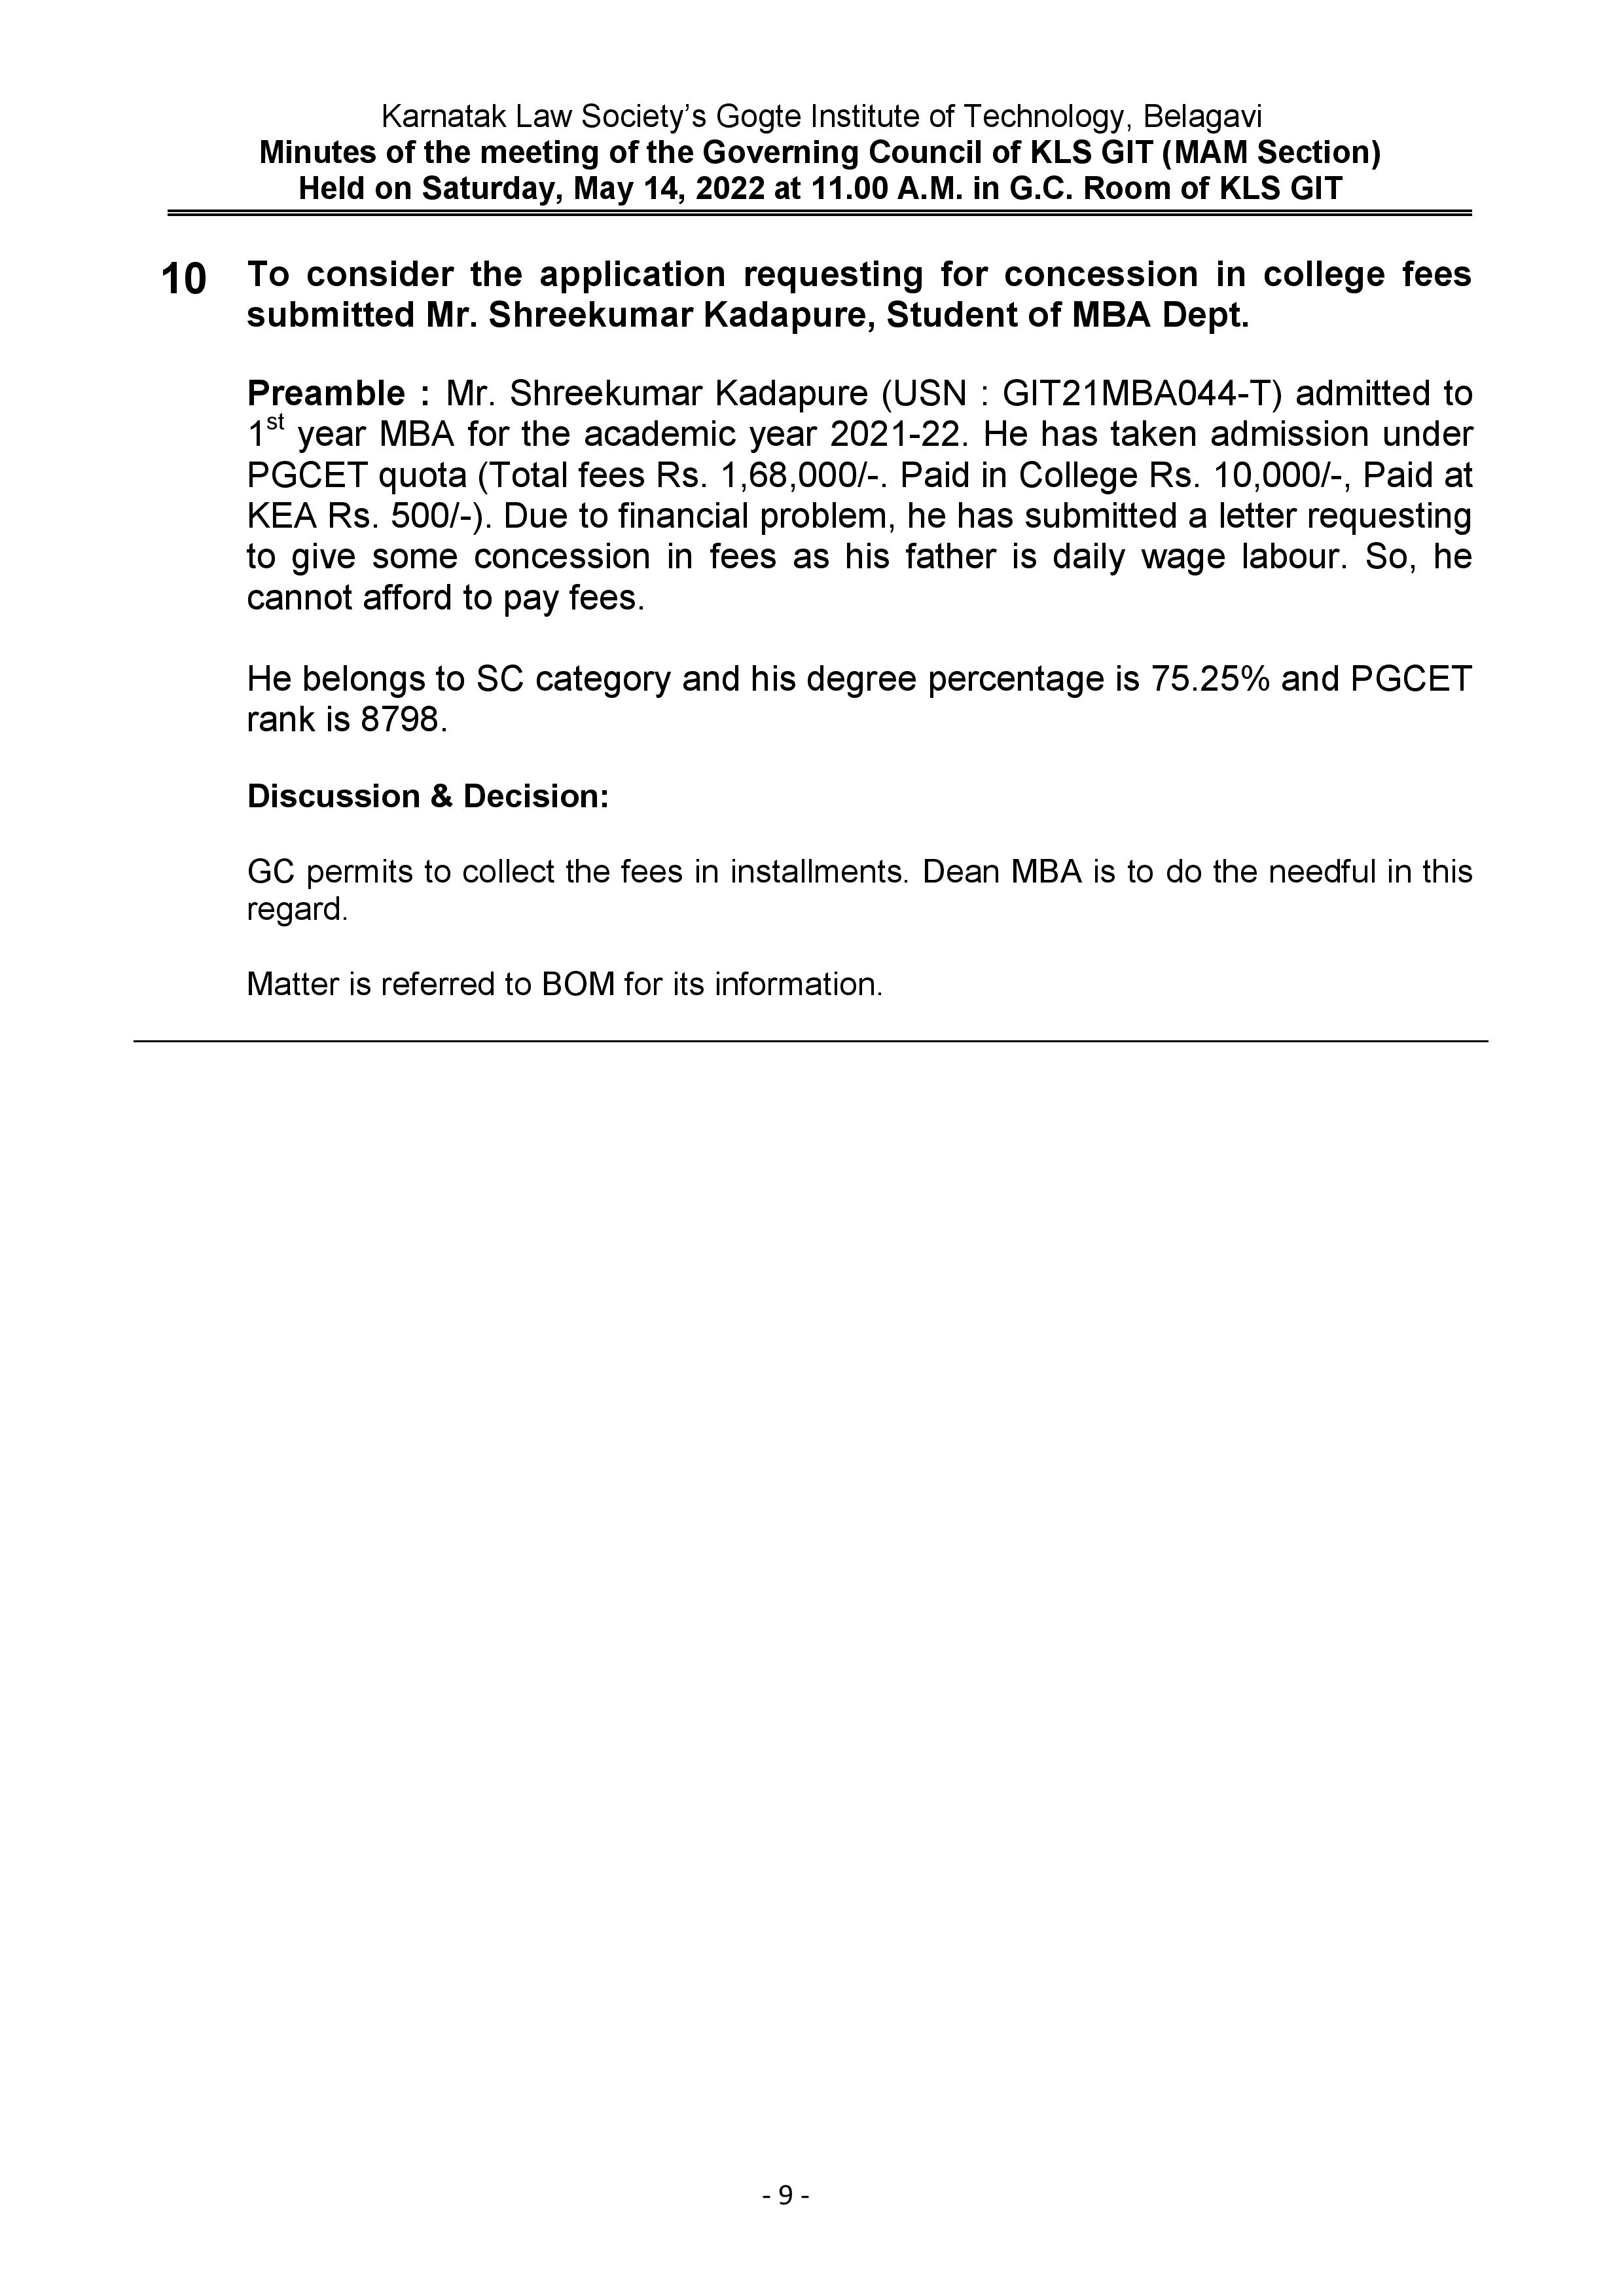 Karnatak Law Society’s Gogte Institute of Technology, Belagavi
Minutes of the meeting of the Governing Council of KLS GIT (MAM Section)
Held on Saturday, May 14, 2022 at 11.00 A.M. in G.C. Room of KLS GIT
10 To consider the application requesting for concession in college fees
submitted Mr. Shreekumar Kadapure, Student of MBA Dept.
Preamble : Mr. Shreekumar Kadapure (USN : GIT21MBA044-T) admitted to
1st year MBA for the academic year 2021-22. He has taken admission under
PGCET quota (Total fees Rs. 1,68,000/-. Paid in College Rs. 10,000/-, Paid at
KEA Rs. 500/-). Due to financial problem, he has submitted a letter requesting
to give some concession in fees as his father is daily wage labour. So, he
cannot afford to pay fees.
He belongs to SC category and his degree percentage is 75.25% and PGCET
rank is 8798.
Discussion & Decision:
GC permits to collect the fees in installments. Dean MBA is to do the needful in this
regard.
Matter is referred to BOM for its information.
- 9 -